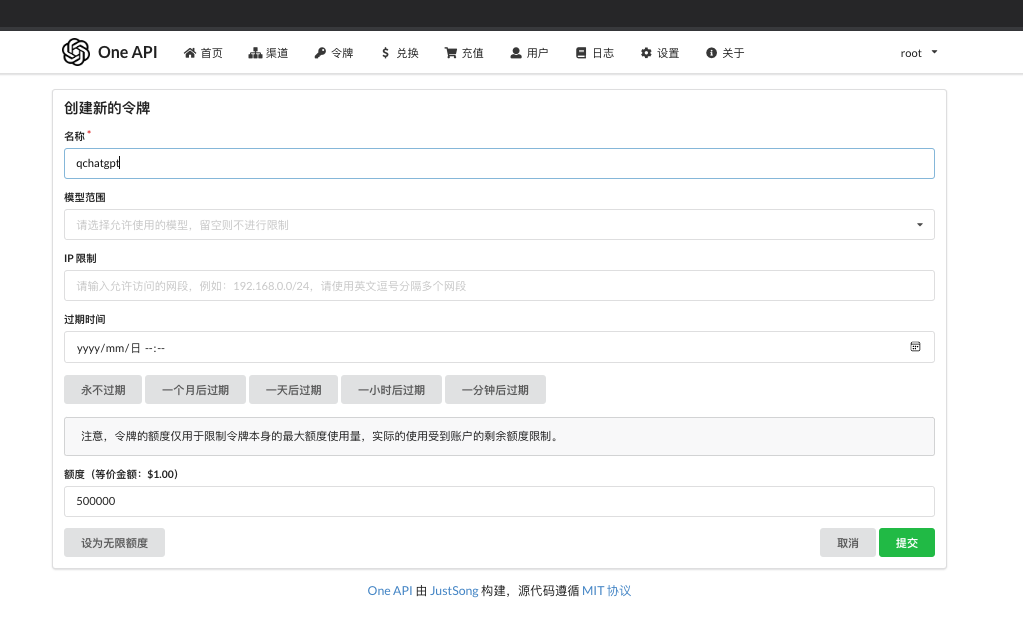 One API 首页 渠道 令牌 兑换 充值 用户 日志 设置 关于 root
创建新的令牌
名称*
qchatgpt
模型范围
请选择允许使用的模型，留空则不进行限制
IP 限制
请输入允许访问的网段，例如：192.168.0.0/24，请使用英文逗号分隔多个网段
过期时间
yyyy/mm/日 --:--
永不过期 一个月后过期 一天后过期 一小时后过期 一分钟后过期
注意，令牌的额度仅用于限制令牌本身的最大额度使用量，实际的使用受到账户的剩余额度限制。
额度（等价金额：$1.00）
500000
设为无限额度 取消 提交
One API 由 JustSong 构建，源代码遵循 MIT 协议